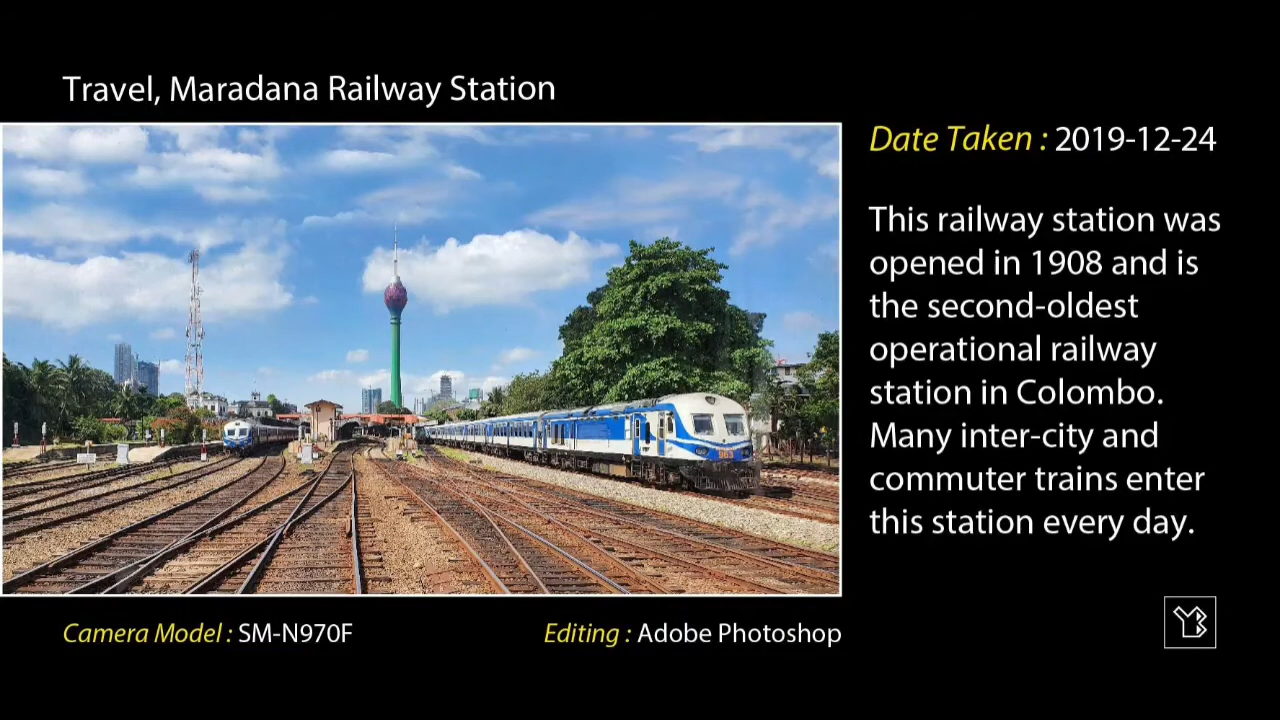 Travel, Maradana Railway Station
Date Taken : 2019-12-24
This railway station was
opened in 1908 and is
the second-oldest
operational railway
station in Colombo.
Many inter-city and
commuter trains enter
this station every day.
963
Camera Model : SM-N970F
Editing : Adobe Photoshop